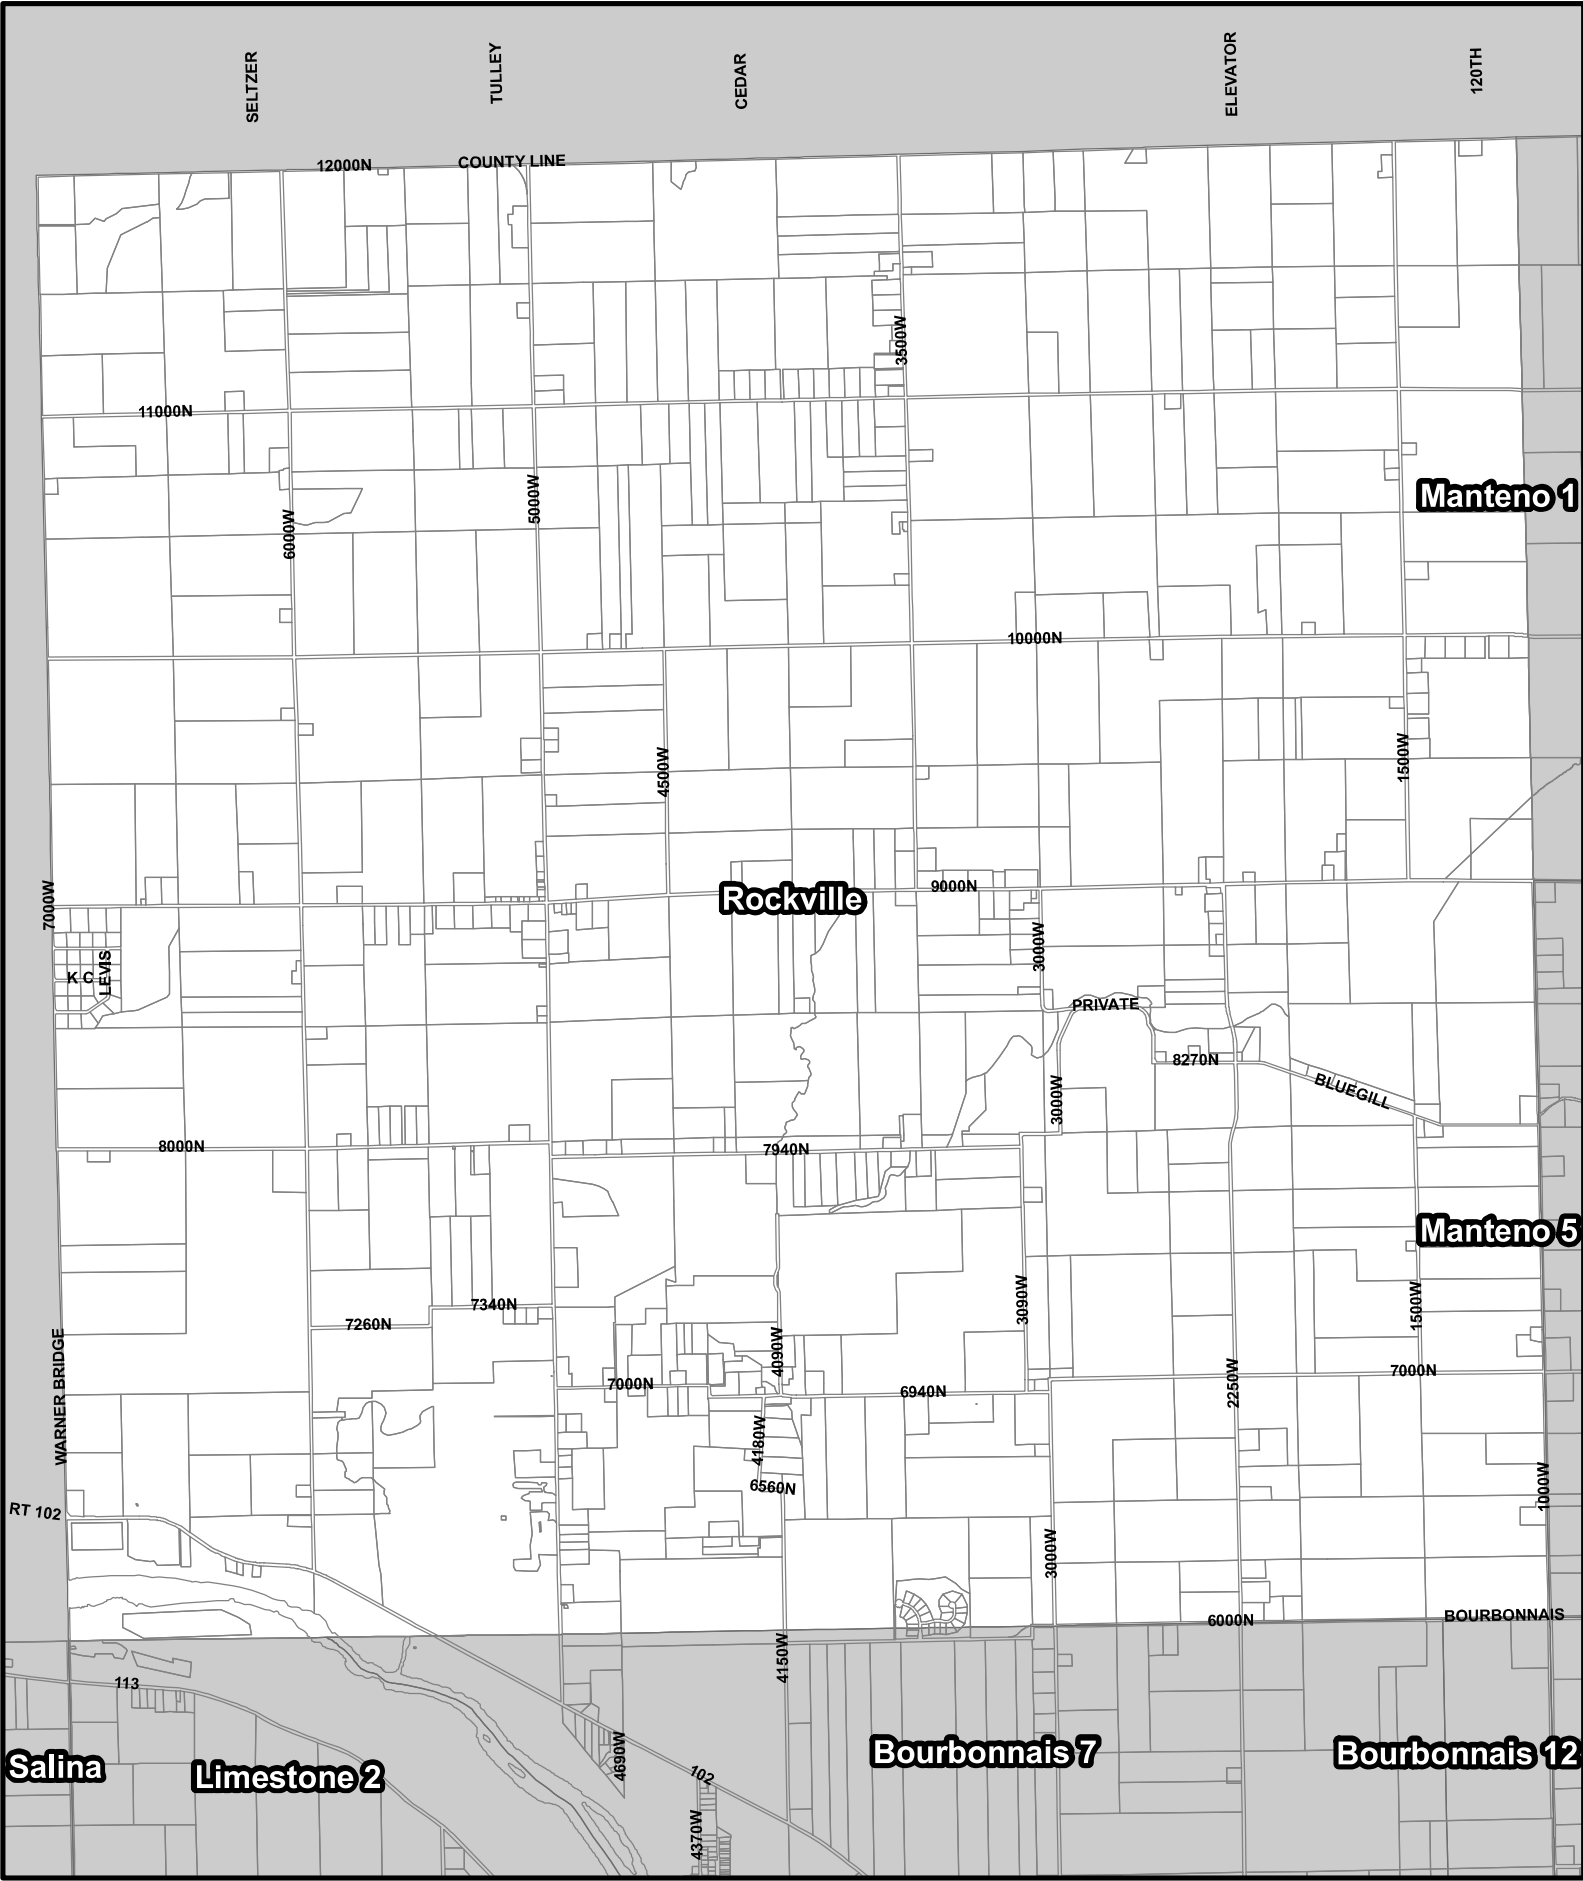 SELTZER
TULLEY
CEDAR
ELEVATOR
120TH
12000N
COUNTY LINE
3500W
11000N
Manteno 1
5000W
6000W
10000N
4500W
1500W
9000N
Rockville
7000W
3000W
K C
LEVIS
PRIVATE
8270N
BLUEGILL
3000W
8000N
7940N
Manteno 5
3090W
7340N
1500W
7260N
4090W
WARNER BRIDGE
7000N
7000N
6940N
2250W
4180W
6560N
1000W
RT 102
3000W
6000N
BOURBONNAIS
4150W
113
Salina
Limestone 2
4690W
Bourbonnais 7
Bourbonnais 12
102
4370W